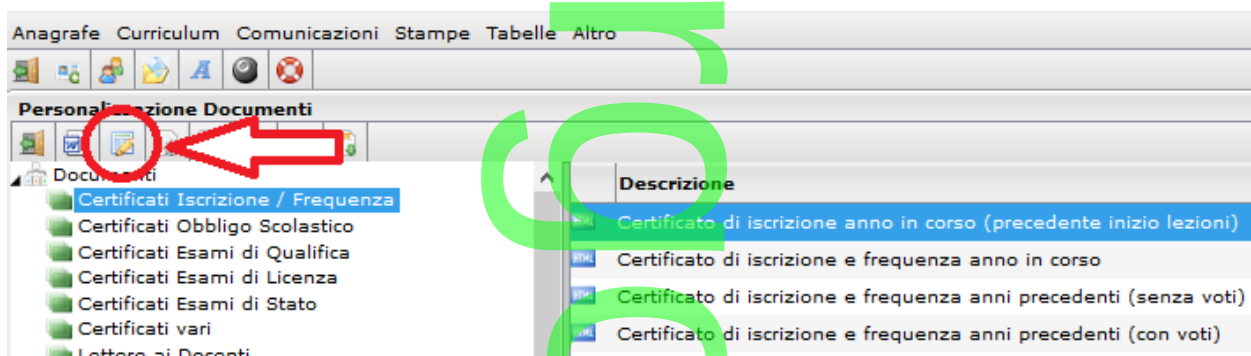 Anagrafe Curriculum Comunicazioni Stampe Tabelle Altro
Personalizzazione Documenti
Documenti
Certificati Iscrizione / Frequenza
Certificati Obbligo Scolastico
Certificati Esami di Qualifica
Certificati Esami di Licenza
Certificati Esami di Stato
Certificati vari
Lettere ai Docenti
Descrizione
Certificato di iscrizione anno in corso (precedente inizio lezioni)
Certificato di iscrizione e frequenza anno in corso
Certificato di iscrizione e frequenza anni precedenti (senza voti)
Certificato di iscrizione e frequenza anni precedenti (con voti)